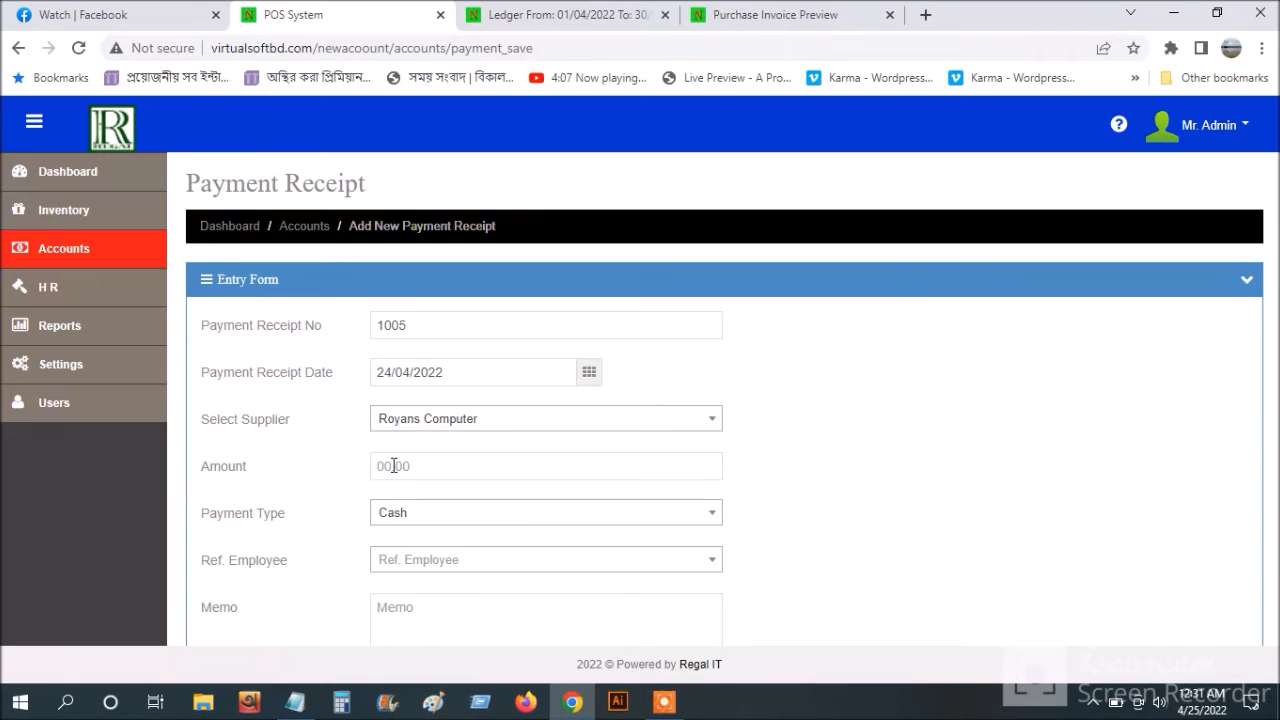 Watch | Facebook
POS System
Ledger From: 01/04/2022 To: 30/
Purchase Invoice Preview
Not secure
virtualsoftbd.com/newacoount/accounts/payment_save
Bookmarks
প্রয়োজনীয় সব ইন্টা...
অস্থির করা প্রিমিয়ান...
সময় সংবাদ | বিকাল...
4:07 Now playing...
Live Preview - A Pro...
Karma - Wordpress...
Karma - Wordpress...
Other bookmarks
R
Mr. Admin
Dashboard
Inventory
Accounts
H R
Reports
Settings
Users
Payment Receipt
Dashboard / Accounts / Add New Payment Receipt
Entry Form
Payment Receipt No
1005
Payment Receipt Date
24/04/2022
Select Supplier
Royans Computer
Amount
00.00
Payment Type
Cash
Ref. Employee
Ref. Employee
Memo
Memo
2022 © Powered by Regal IT
Screen Recorder
12:31 AM
4/25/2022